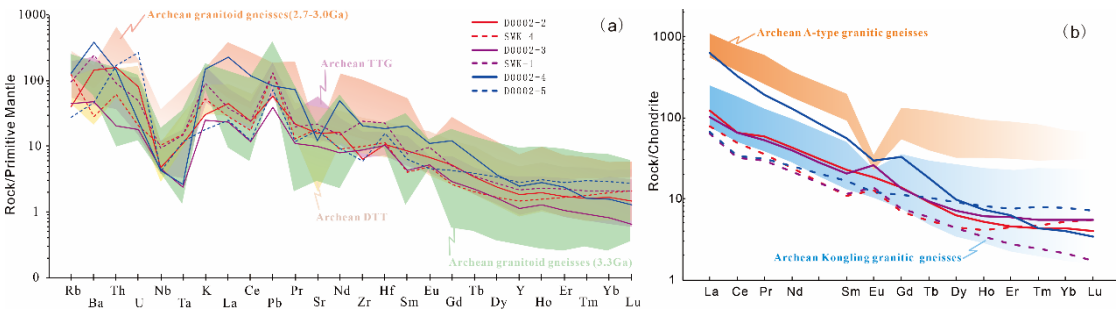 (a)
Archean granitoid gneisses(2.7-3.0Ga)
Archean TTG
Archean DTT
Archean granitoid gneisses (3.3Ga)
D0002-2
SWK-4
D0002-3
SWK-1
D0002-4
D0002-5
Rock/Primitive Mantle
1000
100
10
1
0
Rb Ba Th U Nb Ta K La Ce Pb Pr Sr Nd Zr Hf Sm Eu Gd Tb Dy Y Ho Er Tm Yb Lu
(b)
Archean A-type granitic gneisses
Archean Kongling granitic gneisses
Rock/Chondrite
1000
100
10
1
La Ce Pr Nd Sm Eu Gd Tb Dy Ho Er Tm Yb Lu